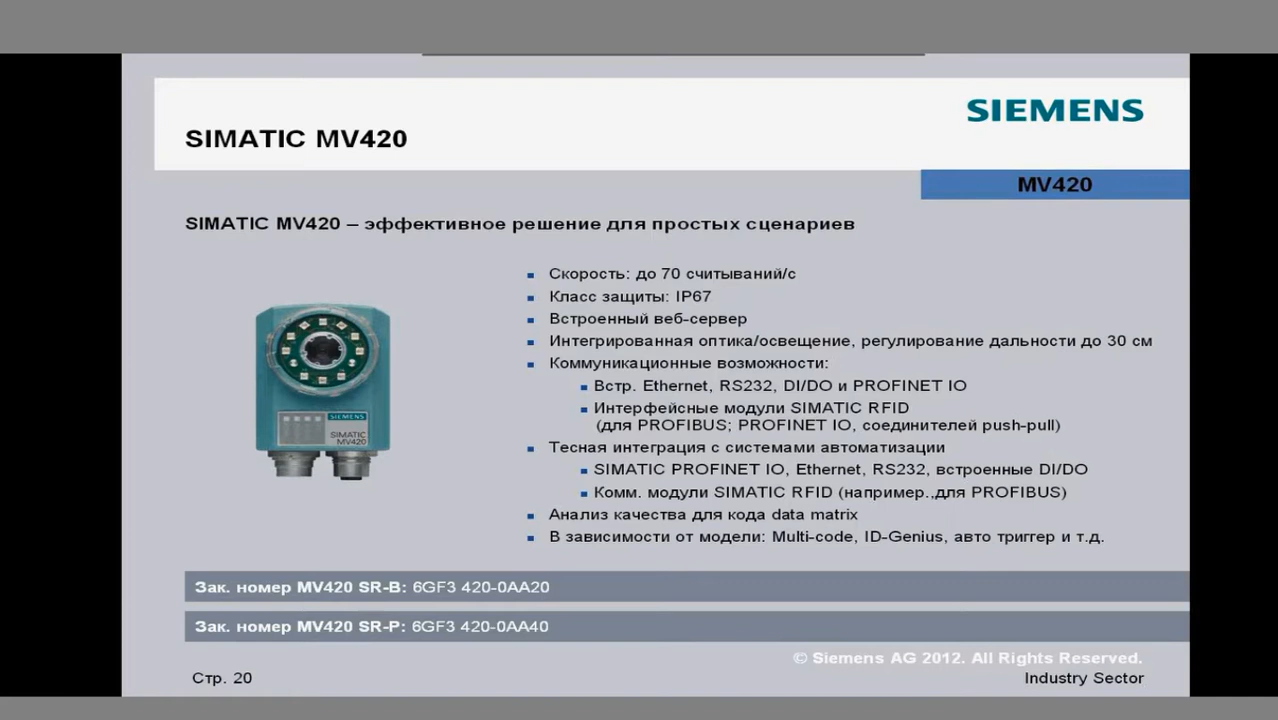 SIEMENS
SIMATIC MV420
MV420
SIMATIC MV420 – эффективное решение для простых сценариев
Скорость: до 70 считываний/с
Класс защиты: IP67
Встроенный веб-сервер
Интегрированная оптика/освещение, регулирование дальности до 30 см
Коммуникационные возможности:
Встр. Ethernet, RS232, DI/DO и PROFINET IO
Интерфейсные модули SIMATIC RFID
(для PROFIBUS; PROFINET IO, соединителей push-pull)
Тесная интеграция с системами автоматизации
SIMATIC PROFINET IO, Ethernet, RS232, встроенные DI/DO
Комм. модули SIMATIC RFID (например.,для PROFIBUS)
Анализ качества для кода data matrix
В зависимости от модели: Multi-code, ID-Genius, авто триггер и т.д.
SIEMENS
SIMATIC
MV420
Зак. номер MV420 SR-B: 6GF3 420-0AA20
Зак. номер MV420 SR-P: 6GF3 420-0AA40
© Siemens AG 2012. All Rights Reserved.
Стр. 20
Industry Sector